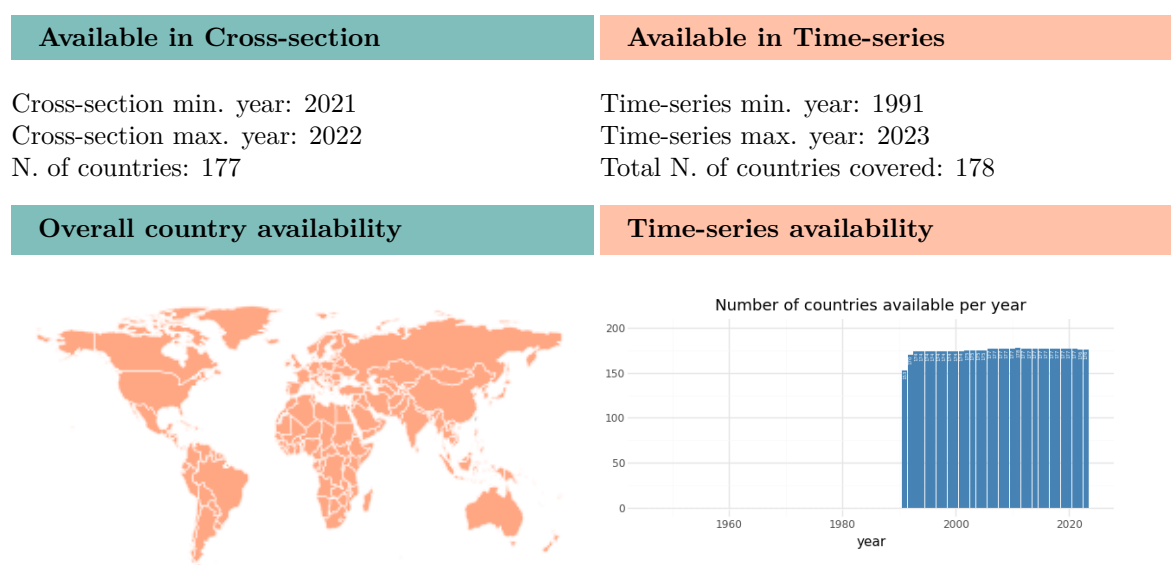 Available in Cross-section
Cross-section min. year: 2021
Cross-section max. year: 2022
N. of countries: 177
Available in Time-series
Time-series min. year: 1991
Time-series max. year: 2023
Total N. of countries covered: 178
Overall country availability
Time-series availability
Number of countries available per year
200
150
100
50
0
1960
1980
2000
2020
year